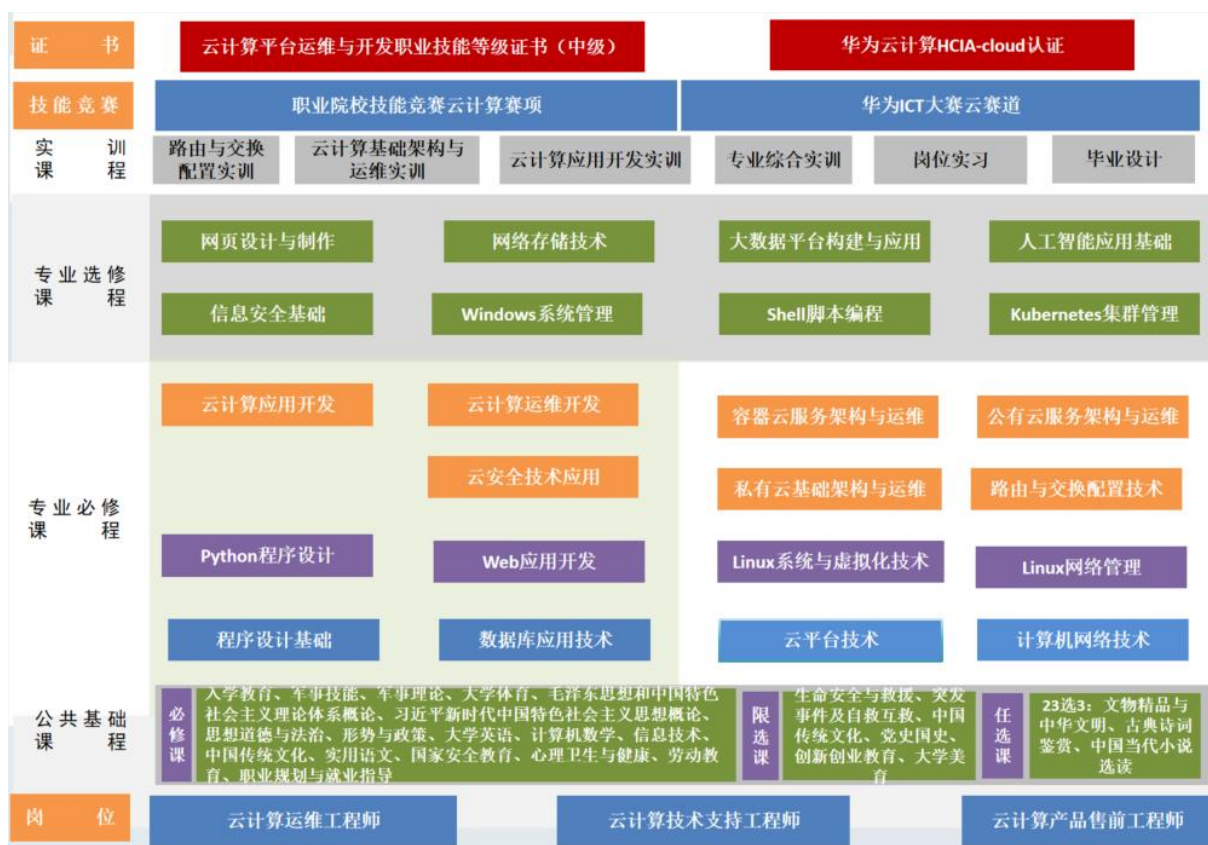 证 书
云计算平台运维与开发职业技能等级证书（中级）
华为云计算HCIA-cloud认证
技能竞赛
职业院校技能竞赛云计算赛项
华为ICT大赛云赛道
实 训
课 程
路由与交换
配置实训
云计算基础架构与
运维实训
云计算应用开发实训
专业综合实训
岗位实习
毕业设计
专业选修
课 程
网页设计与制作
网络存储技术
大数据平台构建与应用
人工智能应用基础
信息安全基础
Windows系统管理
Shell脚本编程
Kubernetes集群管理
专业必修
课 程
云计算应用开发
云计算运维开发
容器云服务架构与运维
公有云服务架构与运维
云安全技术应用
私有云基础架构与运维
路由与交换配置技术
Python程序设计
Web应用开发
Linux系统与虚拟化技术
Linux网络管理
程序设计基础
数据库应用技术
云平台技术
计算机网络技术
公共基础
课 程
必
修
课
入学教育、军事技能、军事理论、大学体育、毛泽东思想和中国特色
社会主义理论体系概论、习近平新时代中国特色社会主义思想概论、
思想道德与法治、形势与政策、大学英语、计算机数学、信息技术、
中国传统文化、实用语文、国家安全教育、心理卫生与健康、劳动教
育、职业规划与就业指导
限
选
课
生命安全与救援、突发
事件及自救互救、中国
传统文化、党史国史、
创新创业教育、大学美
育
任
选
课
23选3：文物精品与
中华文明、古典诗词
鉴赏、中国当代小说
选读
岗 位
云计算运维工程师
云计算技术支持工程师
云计算产品售前工程师